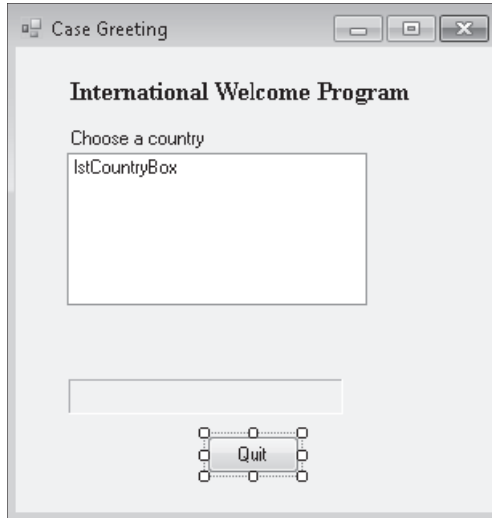 Case Greeting
International Welcome Program
Choose a country
lstCountryBox
Quit